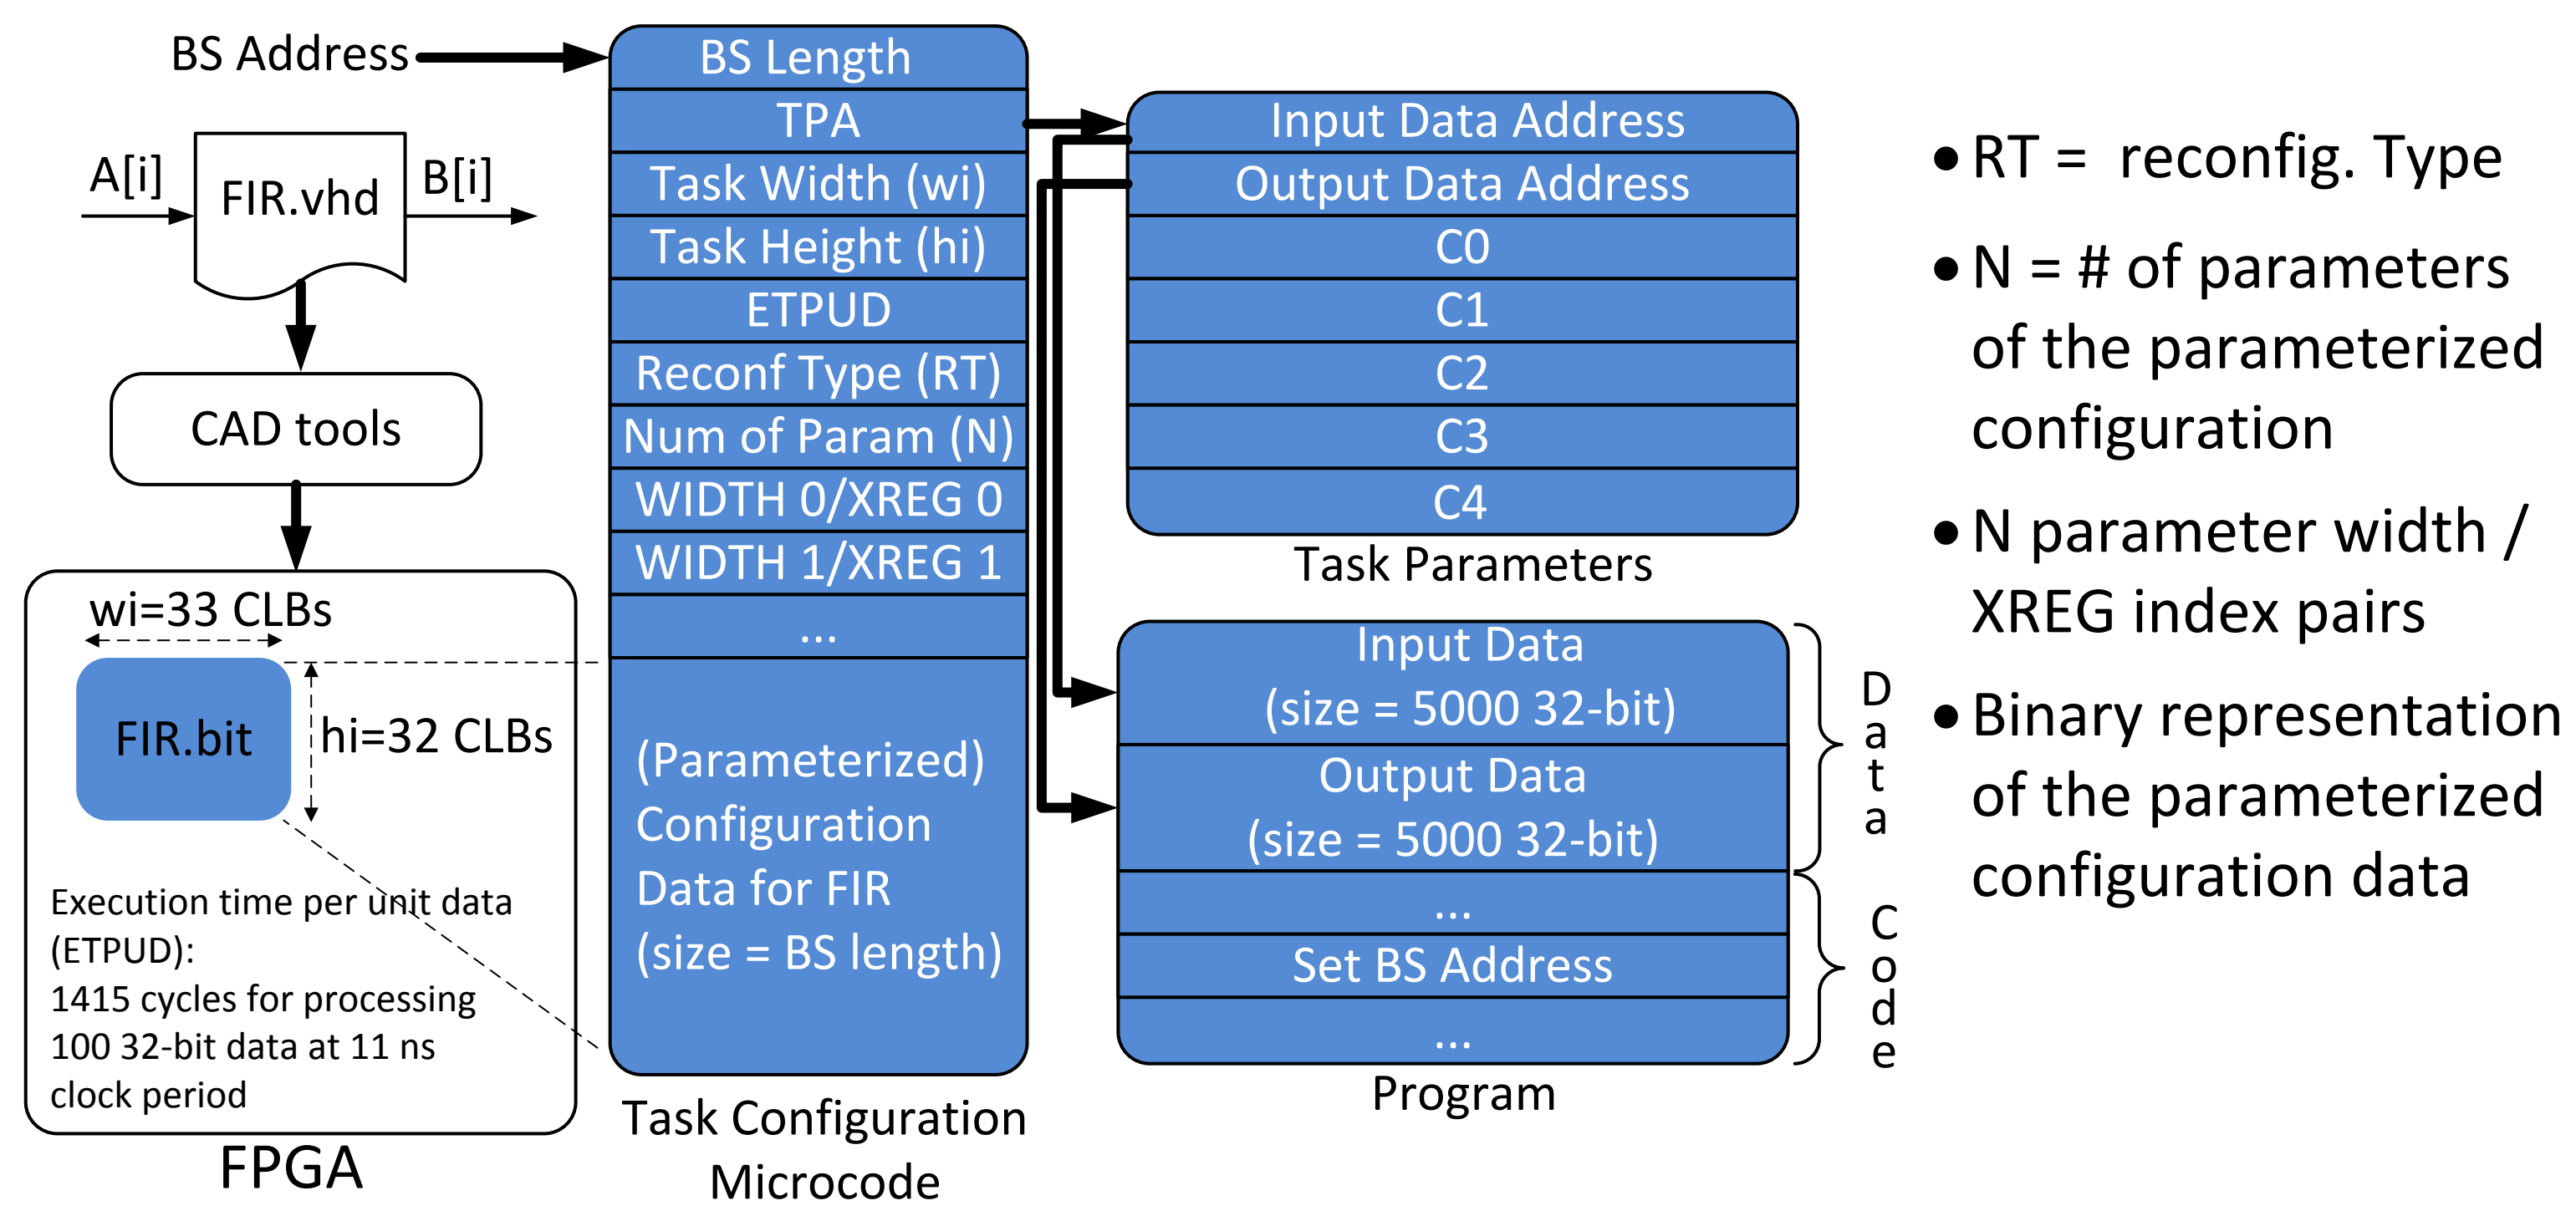 BS Address
A[i]
FIR.vhd
B[i]
CAD tools
wi=33 CLBs
FIR.bit
hi=32 CLBs
Execution time per unit data
(ETPUD):
1415 cycles for processing
100 32-bit data at 11 ns
clock period
FPGA
BS Length
TPA
Task Width (wi)
Task Height (hi)
ETPUD
Reconf Type (RT)
Num of Param (N)
WIDTH 0/XREG 0
WIDTH 1/XREG 1
...
(Parameterized)
Configuration
Data for FIR
(size = BS length)
Task Configuration
Microcode
Input Data Address
Output Data Address
C0
C1
C2
C3
C4
Task Parameters
Input Data
(size = 5000 32-bit)
Output Data
(size = 5000 32-bit)
...
Set BS Address
...
Program
Data
Code
• RT = reconfig. Type
• N = # of parameters
of the parameterized
configuration
• N parameter width /
XREG index pairs
• Binary representation
of the parameterized
configuration data